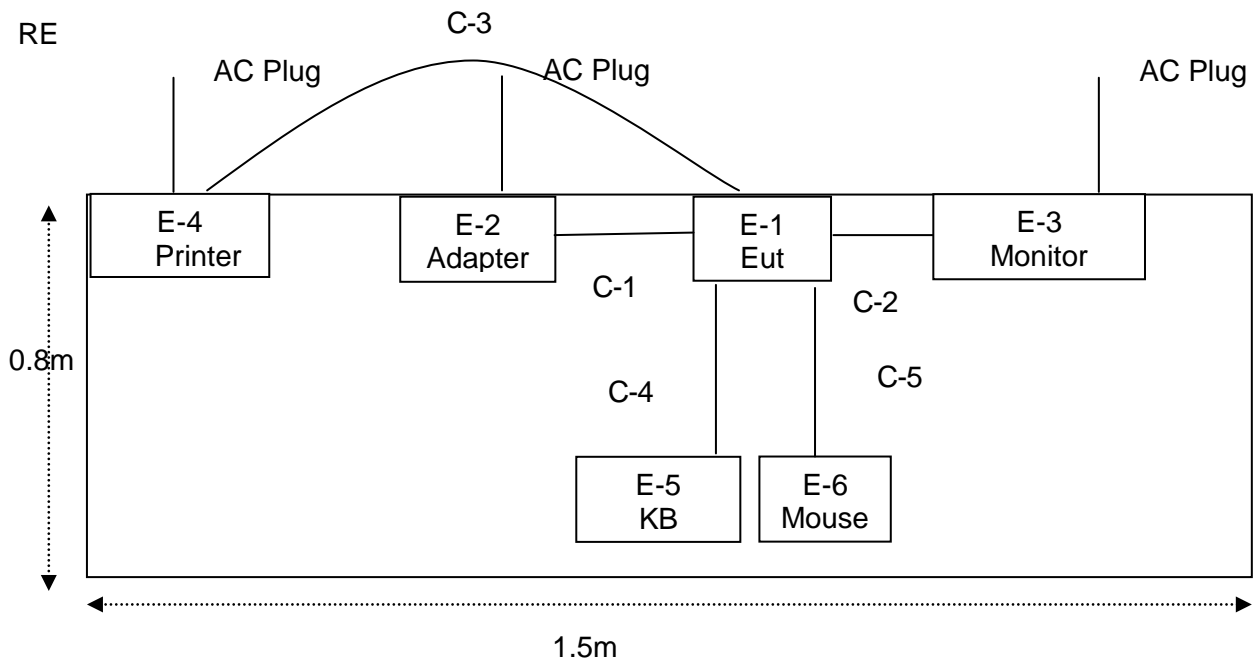 C-3
RE
AC Plug
AC Plug
AC Plug
E-4
Printer
E-2
Adapter
E-1
Eut
E-3
Monitor
C-1
C-2
0.8m
C-4
C-5
E-5
KB
E-6
Mouse
1.5m